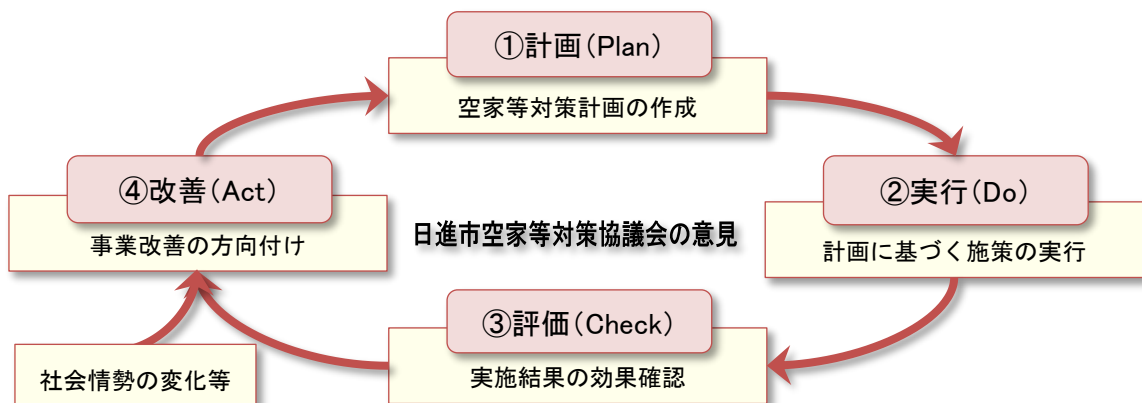 ①計画(Plan)
空家等対策計画の作成
④改善(Act)
事業改善の方向付け
日進市空家等対策協議会の意見
②実行(Do)
計画に基づく施策の実行
③評価(Check)
実施結果の効果確認
社会情勢の変化等